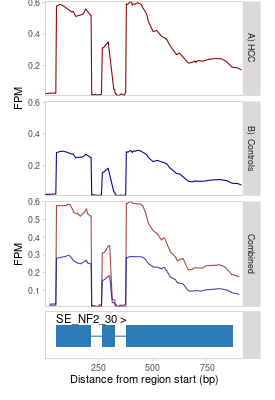 0.6
0.4
0.2
A) HCC
FPM
0.6
0.4
0.2
B) Controls
0.6
0.5
0.4
0.3
0.2
0.1
FPM
Combined
SE_NF2_30 >
250 500 750
Distance from region start (bp)